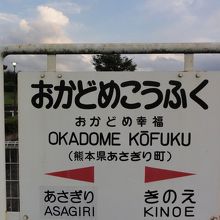 おかどめこうふく
おかどめ幸福
OKADOME KŌFUKU
(熊本県あさぎり町)
あさぎり きのえ
ASAGIRI KINOE